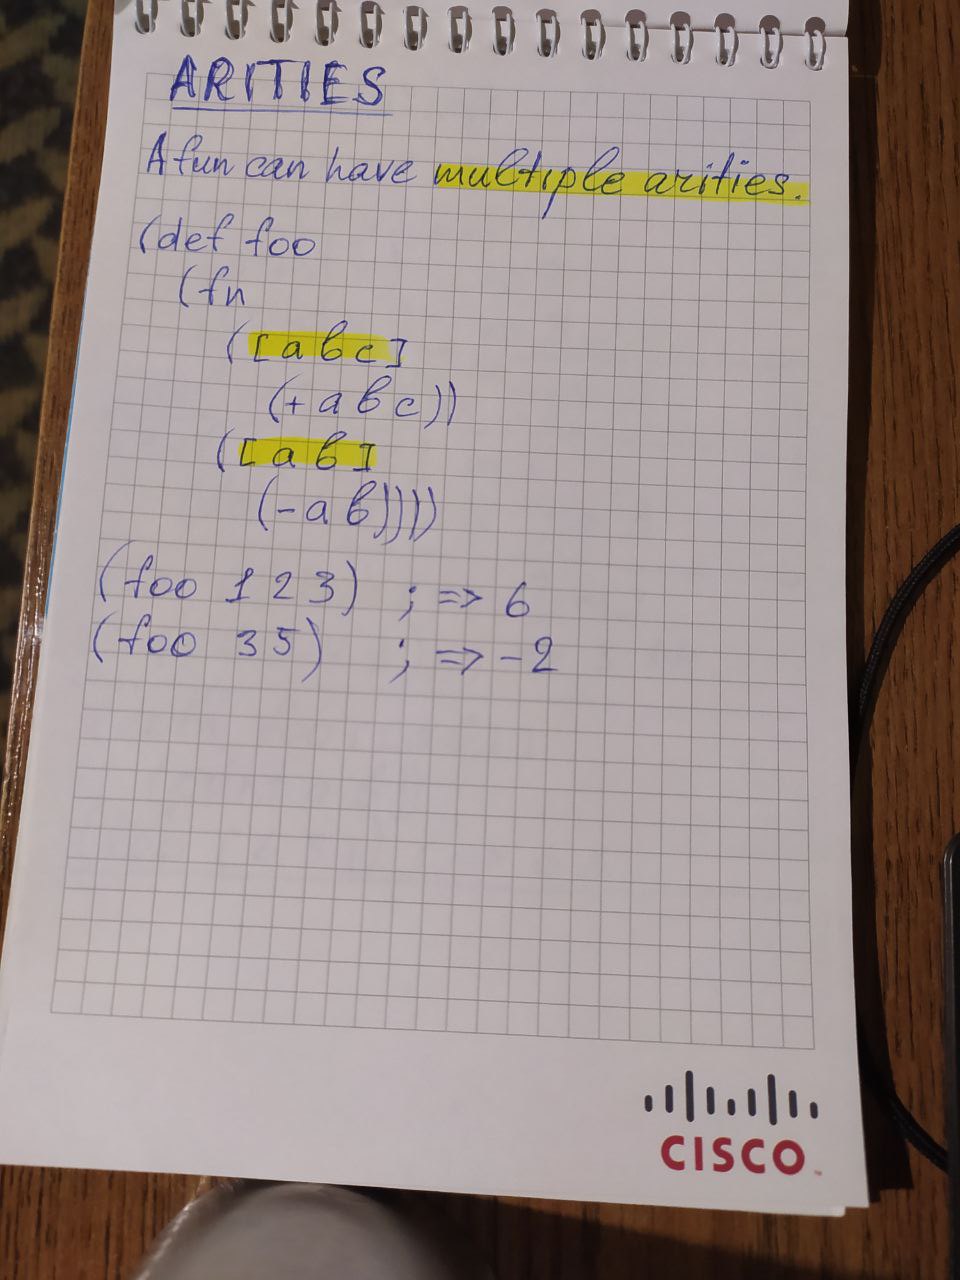 ARITIES
A fun can have multiple arities.
(def foo
(fn
([a b c]
(+ a b c))
([a b]
(- a b))))
(foo 1 2 3) ; => 6
(foo 3 5) ; => -2
CISCO